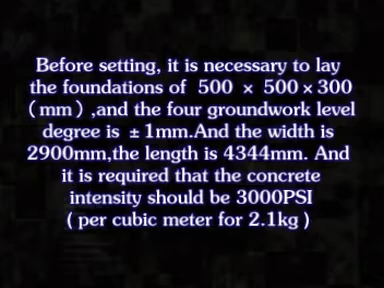 Before setting, it is necessary to lay
the foundations of 500 × 500×300
(mm) ,and the four groundwork level
degree is ±1mm.And the width is
2900mm,the length is 4344mm. And
it is required that the concrete
intensity should be 3000PSI
( per cubic meter for 2.1kg )